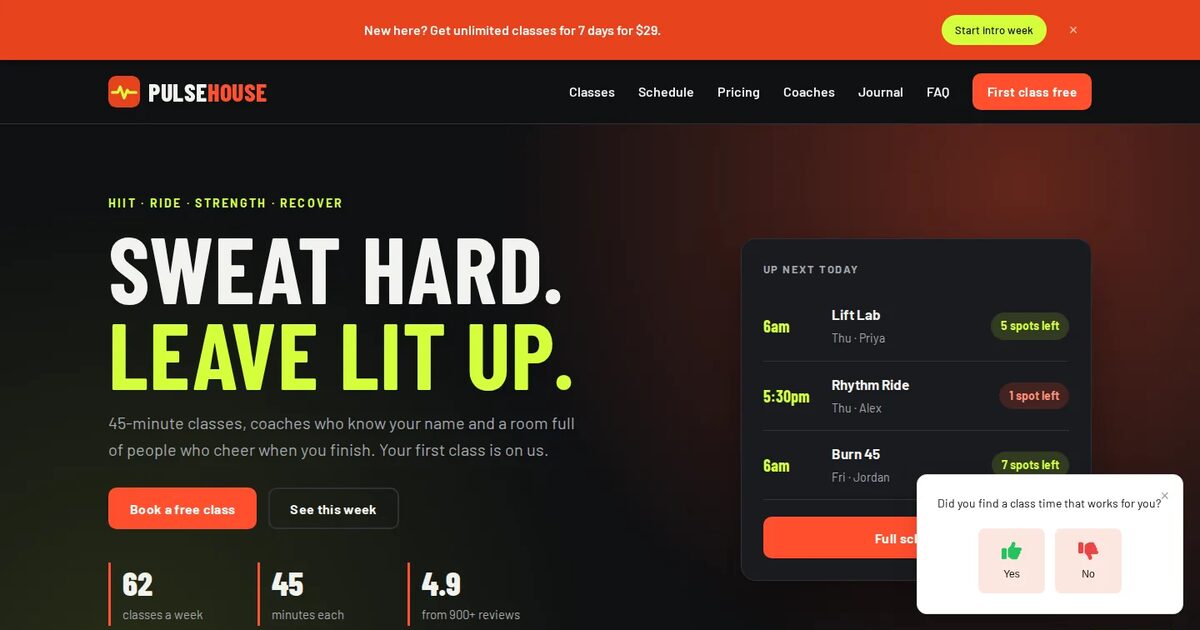 New here? Get unlimited classes for 7 days for $29.
Start intro week
×
PULSEHOUSE
Classes
Schedule
Pricing
Coaches
Journal
FAQ
First class free
HIIT · RIDE · STRENGTH · RECOVER
SWEAT HARD.
LEAVE LIT UP.
45-minute classes, coaches who know your name and a room full
of people who cheer when you finish. Your first class is on us.
Book a free class
See this week
62
classes a week
45
minutes each
4.9
from 900+ reviews
UP NEXT TODAY
6am
Lift Lab
Thu · Priya
5 spots left
5:30pm
Rhythm Ride
Thu · Alex
1 spot left
6am
Burn 45
Fri · Jordan
7 spots left
Full
Did you find a class time that works for you?
×
Yes
No